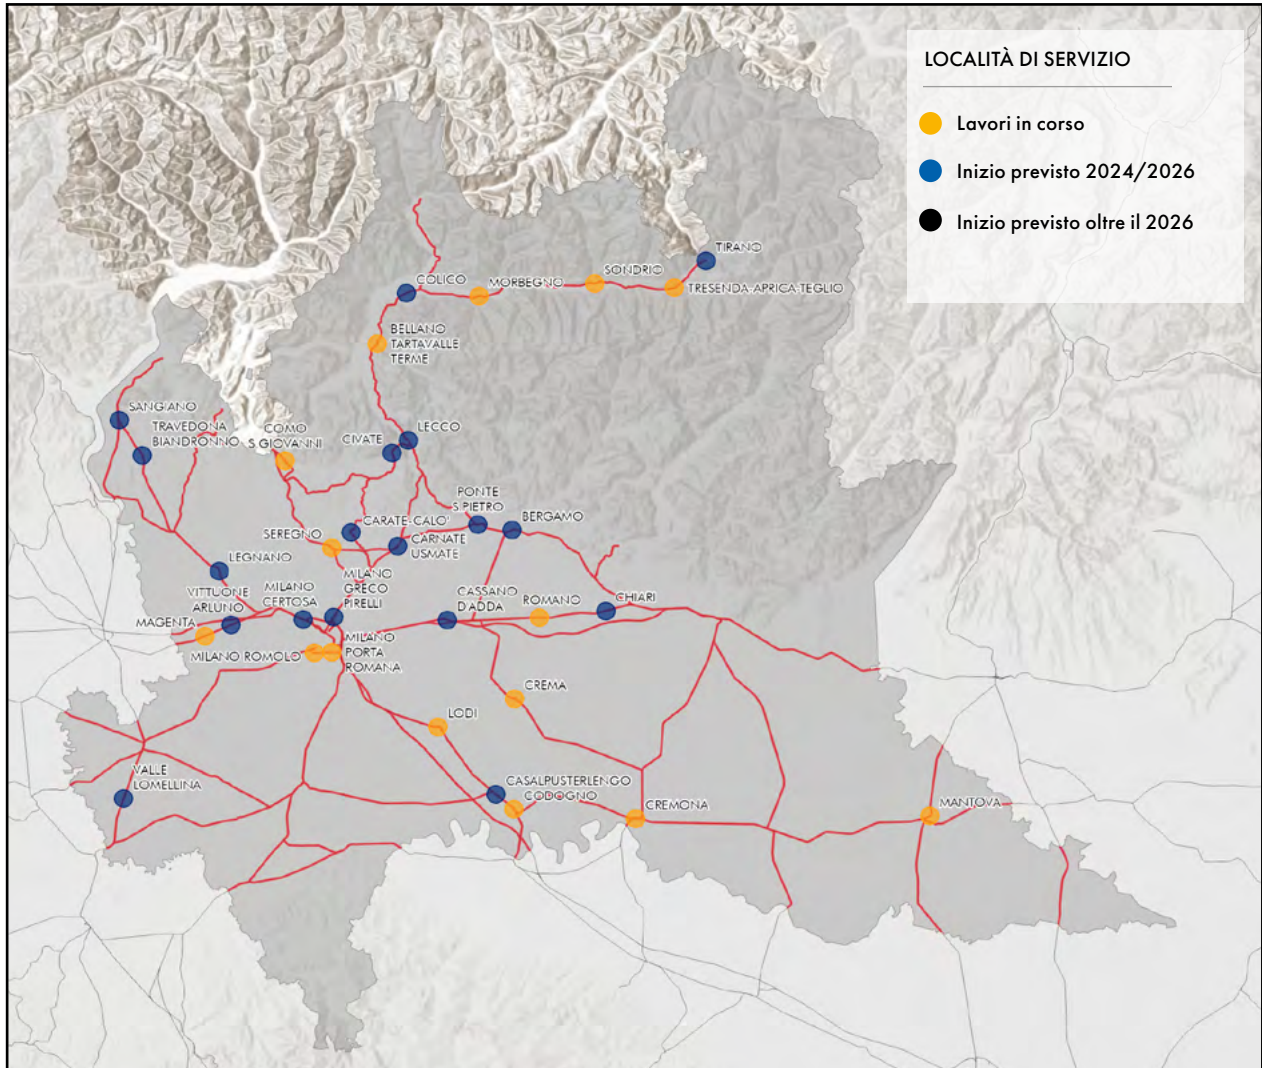 LOCALITÀ DI SERVIZIO
Lavori in corso
Inizio previsto 2024/2026
Inizio previsto oltre il 2026
TIRANO
SONDRIO
COLICO
MORBEGNO
TRESENDA-APRICA-TEGLIO
BELLANO
TARTAVALLE
TERME
SANGIANO
TRAVEDONA
BIANDRONNO
COMO
S.GIOVANNI
CIVATE
LECCO
PONTE
S.PIETRO
BERGAMO
CARATE-CALO'
SEREGNO
CARNATE
USMATE
LEGNANO
MILANO
GRECO
PIRELLI
VITTUONE
ARLUNO
MILANO
CERTOSA
CASSANO
D'ADDA
ROMANO
CHIARI
MAGENTA
MILANO ROMOLO
MILANO
PORTA
ROMANA
CREMA
LODI
VALLE
LOMELLINA
CASALPUSTERLENGO
CODOGNO
CREMONA
MANTOVA